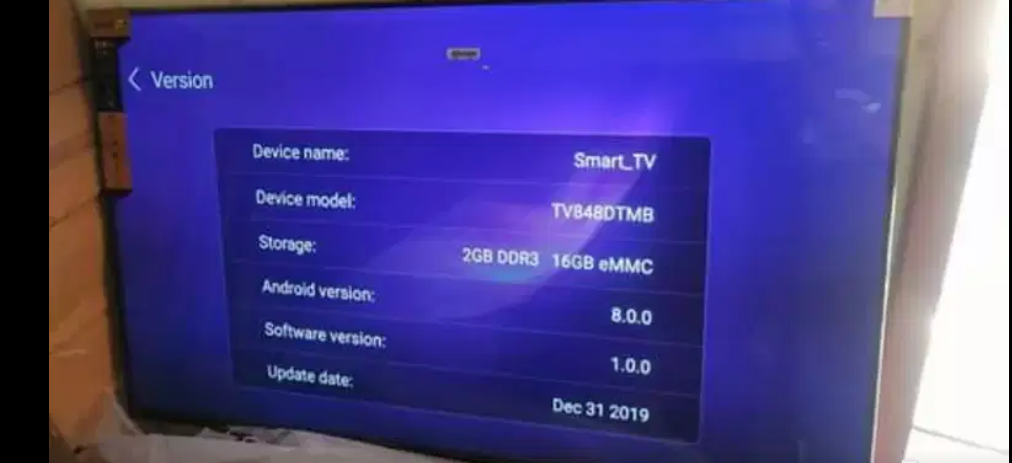 Version
Device name: Smart_TV
Device model: TV848DTMB
Storage: 2GB DDR3 16GB eMMC
Android version: 8.0.0
Software version: 1.0.0
Update date: Dec 31 2019